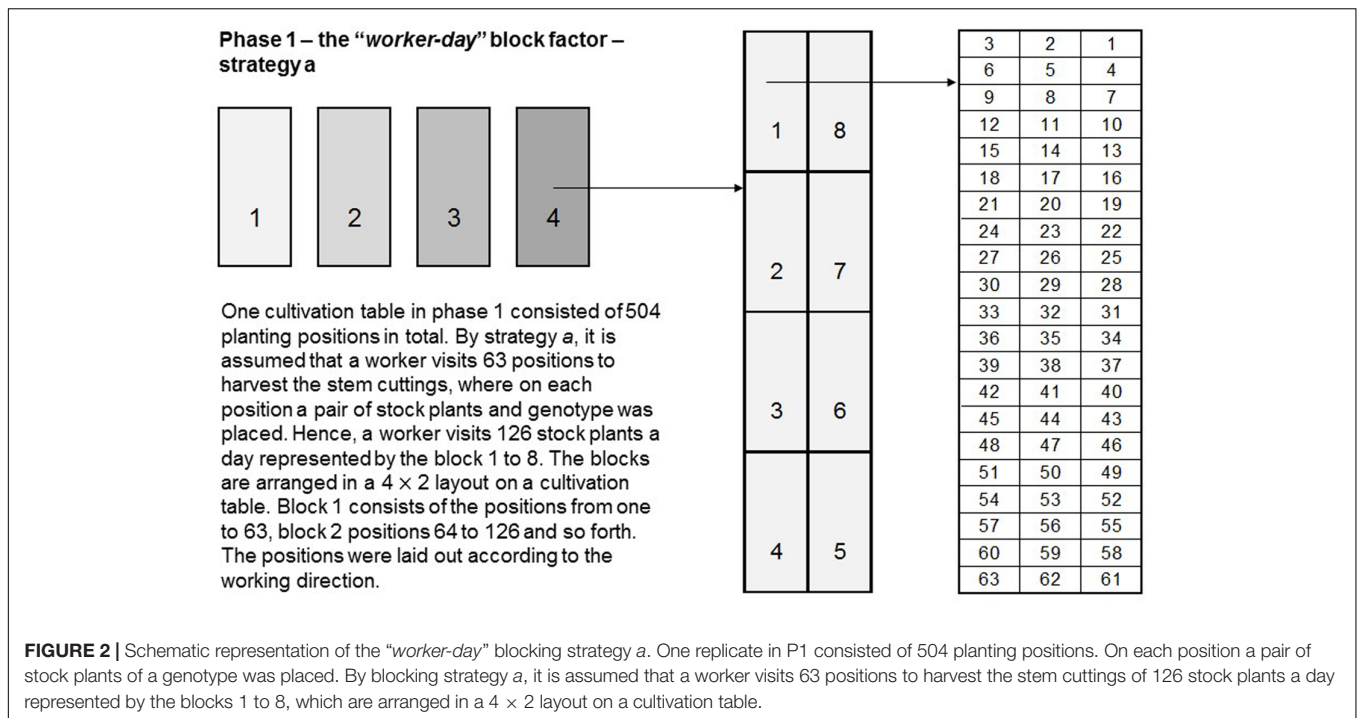 Phase 1 – the “worker-day” block factor –
strategy a
1 2 3 4
One cultivation table in phase 1 consisted of 504
planting positions in total. By strategy a, it is
assumed that a worker visits 63 positions to
harvest the stem cuttings, where on each
position a pair of stock plants and genotype was
placed. Hence, a worker visits 126 stock plants a
day represented by the block 1 to 8. The blocks
are arranged in a 4 × 2 layout on a cultivation
table. Block 1 consists of the positions from one
to 63, block 2 positions 64 to 126 and so forth.
The positions were laid out according to the
working direction.
1 8
2 7
3 6
4 5
3 2 1
6 5 4
9 8 7
12 11 10
15 14 13
18 17 16
21 20 19
24 23 22
27 26 25
30 29 28
33 32 31
36 35 34
39 38 37
42 41 40
45 44 43
48 47 46
51 50 49
54 53 52
57 56 55
60 59 58
63 62 61
FIGURE 2 | Schematic representation of the “worker-day” blocking strategy a. One replicate in P1 consisted of 504 planting positions. On each position a pair of
stock plants of a genotype was placed. By blocking strategy a, it is assumed that a worker visits 63 positions to harvest the stem cuttings of 126 stock plants a day
represented by the blocks 1 to 8, which are arranged in a 4 × 2 layout on a cultivation table.